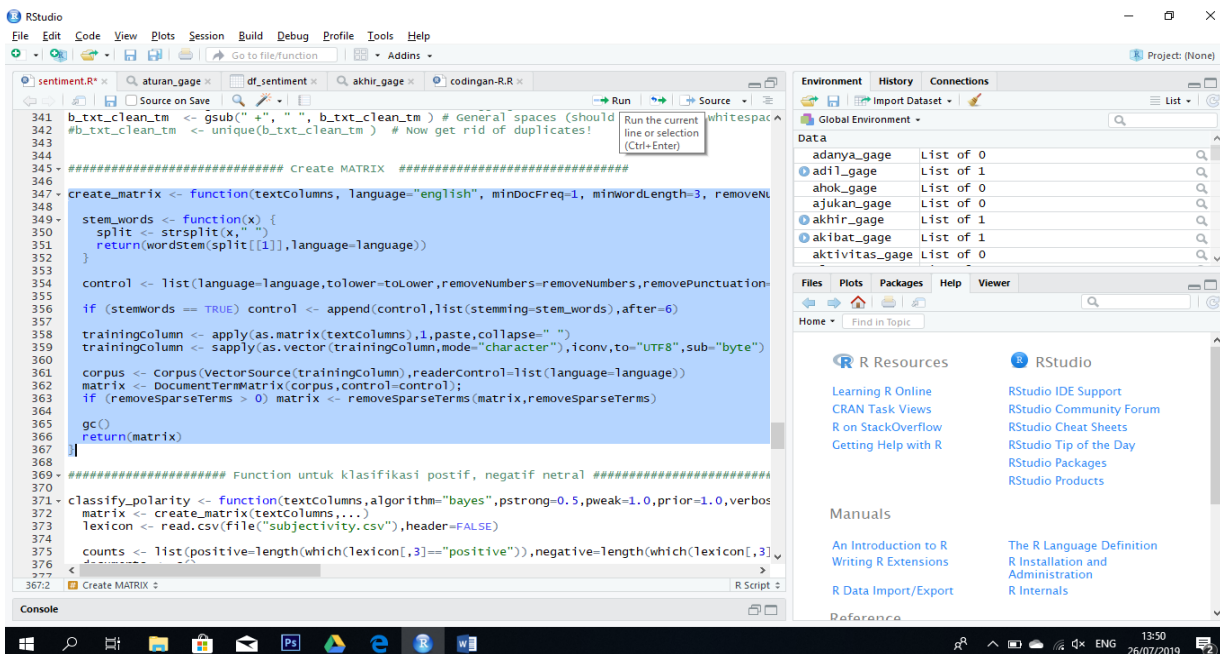 RStudio
File Edit Code View Plots Session Build Debug Profile Tools Help
Go to file/function
Addins
Project: (None)
sentiment.R*
aturan_gage
df_sentiment
akhir_gage
codingan-R.R
Source on Save
Run
Source
Run the current
line or selection
(Ctrl+Enter)
341 b_txt_clean_tm <- gsub(" +", " ", b_txt_clean_tm ) # General spaces (should whitespac
342 #b_txt_clean_tm <- unique(b_txt_clean_tm ) # Now get rid of duplicates!
343
344
345 ############################## Create MATRIX ################################
346
347 create_matrix <- function(textColumns, language="english", minDocFreq=1, minWordLength=3, removeNu
348
349 stem_words <- function(x) {
350 split <- strsplit(x," ")
351 return(wordStem(split[[1]],language=language))
352 }
353
354 control <- list(language=language,tolower=toLower,removeNumbers=removeNumbers,removePunctuation=
355
356 if (stemWords == TRUE) control <- append(control,list(stemming=stem_words),after=6)
357
358 trainingColumn <- apply(as.matrix(textColumns),1,paste,collapse=" ")
359 trainingColumn <- sapply(as.vector(trainingColumn,mode="character"),iconv,to="UTF8",sub="byte")
360
361 corpus <- Corpus(VectorSource(trainingColumn),readerControl=list(language=language))
362 matrix <- DocumentTermMatrix(corpus,control=control);
363 if (removeSparseTerms > 0) matrix <- removeSparseTerms(matrix,removeSparseTerms)
364
365 gc()
366 return(matrix)
367 }
368
369 ###################### Function untuk klasifikasi postif, negatif netral #########################
370
371 classify_polarity <- function(textColumns,algorithm="bayes",pstrong=0.5,pweak=1.0,prior=1.0,verbos
372 matrix <- create_matrix(textColumns,...)
373 lexicon <- read.csv(file("subjectivity.csv"),header=FALSE)
374
375 counts <- list(positive=length(which(lexicon[,3]=="positive")),negative=length(which(lexicon[,3]
376
377
367:2 Create MATRIX R Script
Console
Environment History Connections
Import Dataset List
Global Environment
Data
adanya_gage List of 0
adil_gage List of 1
ahok_gage List of 0
ajukan_gage List of 0
akhir_gage List of 1
akibat_gage List of 1
aktivitas_gage List of 0
Files Plots Packages Help Viewer
Home Find in Topic
R Resources
Learning R Online
CRAN Task Views
R on StackOverflow
Getting Help with R
RStudio
RStudio IDE Support
RStudio Community Forum
RStudio Cheat Sheets
RStudio Tip of the Day
RStudio Packages
RStudio Products
Manuals
An Introduction to R
Writing R Extensions
R Data Import/Export
The R Language Definition
R Installation and
Administration
R Internals
Reference
Ps
ENG
13:50
26/07/2019
2